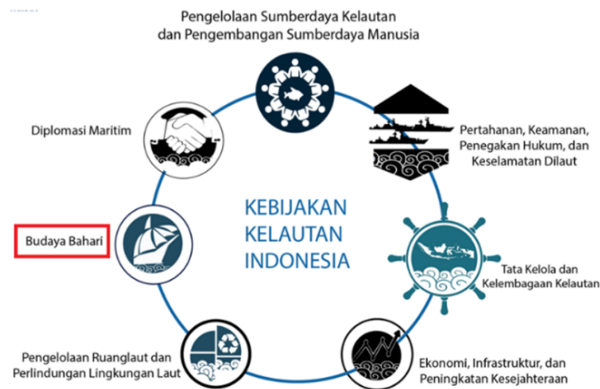 Pengelolaan Sumberdaya Kelautan
dan Pengembangan Sumberdaya Manusia
Diplomasi Maritim
Pertahanan, Keamanan,
Penegakan Hukum, dan
Keselamatan Dilaut
Budaya Bahari
KEBIJAKAN
KELAUTAN
INDONESIA
Tata Kelola dan
Kelembagaan Kelautan
Pengelolaan Ruanglaut dan
Perlindungan Lingkungan Laut
Ekonomi, Infrastruktur, dan
Peningkatan Kesejahteraan